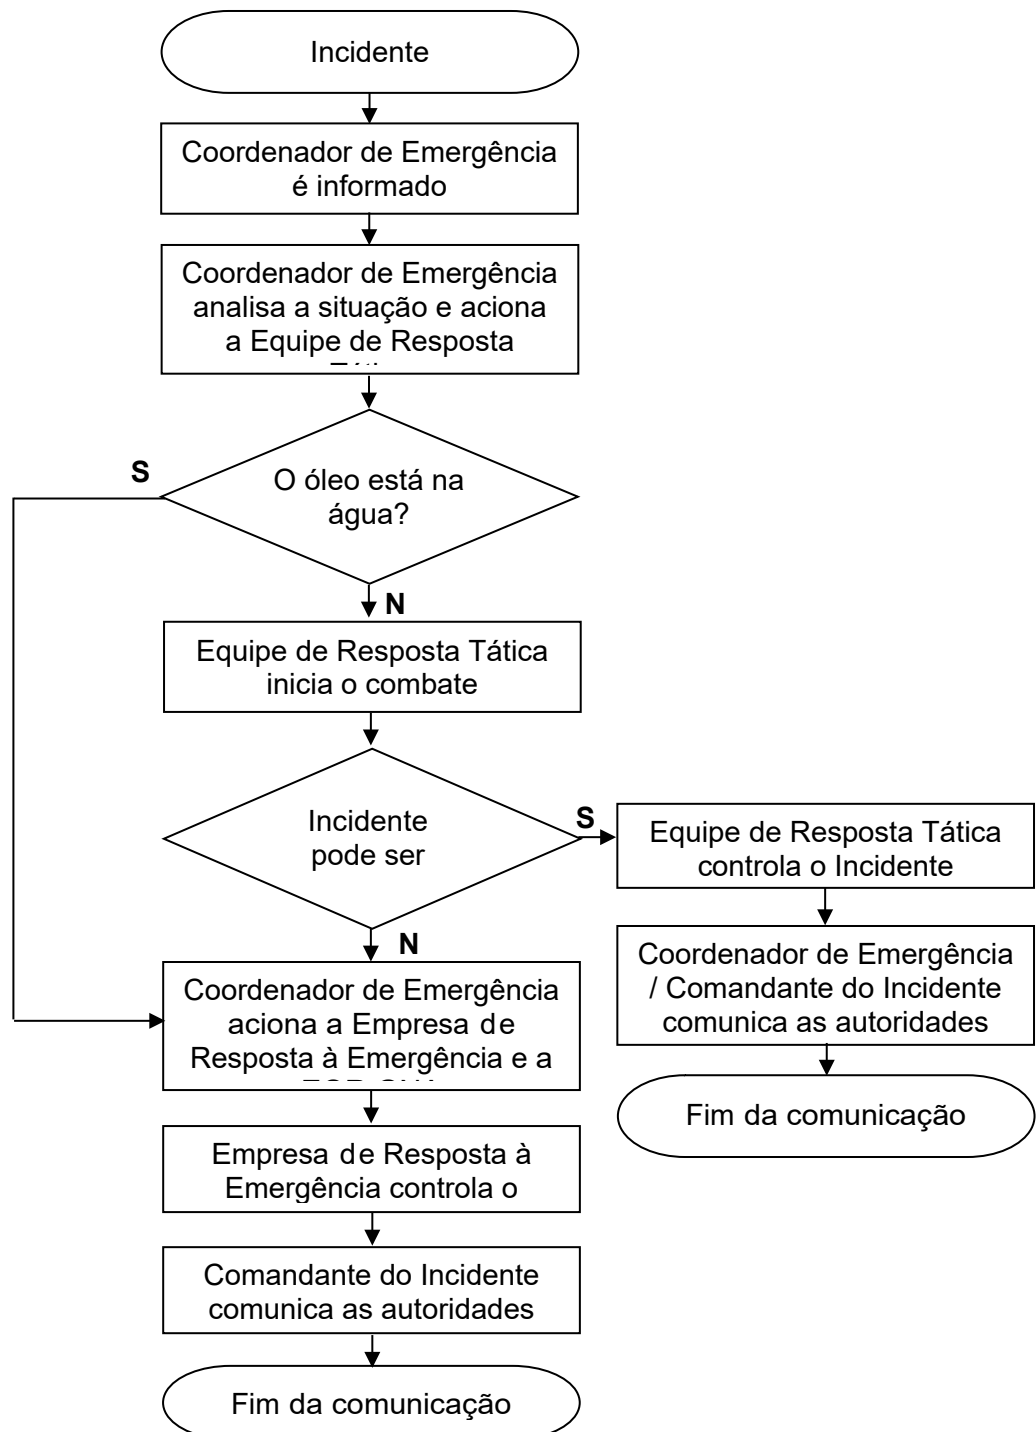 Incidente
Coordenador de Emergência
é informado
Coordenador de Emergência
analisa a situação e aciona
a Equipe de Resposta
S
O óleo está na
água?
N
Equipe de Resposta Tática
inicia o combate
Incidente
pode ser
S
Equipe de Resposta Tática
controla o Incidente
Coordenador de Emergência
/ Comandante do Incidente
comunica as autoridades
Fim da comunicação
N
Coordenador de Emergência
aciona a Empresa de
Resposta à Emergência e a
Empresa de Resposta à
Emergência controla o
Comandante do Incidente
comunica as autoridades
Fim da comunicação